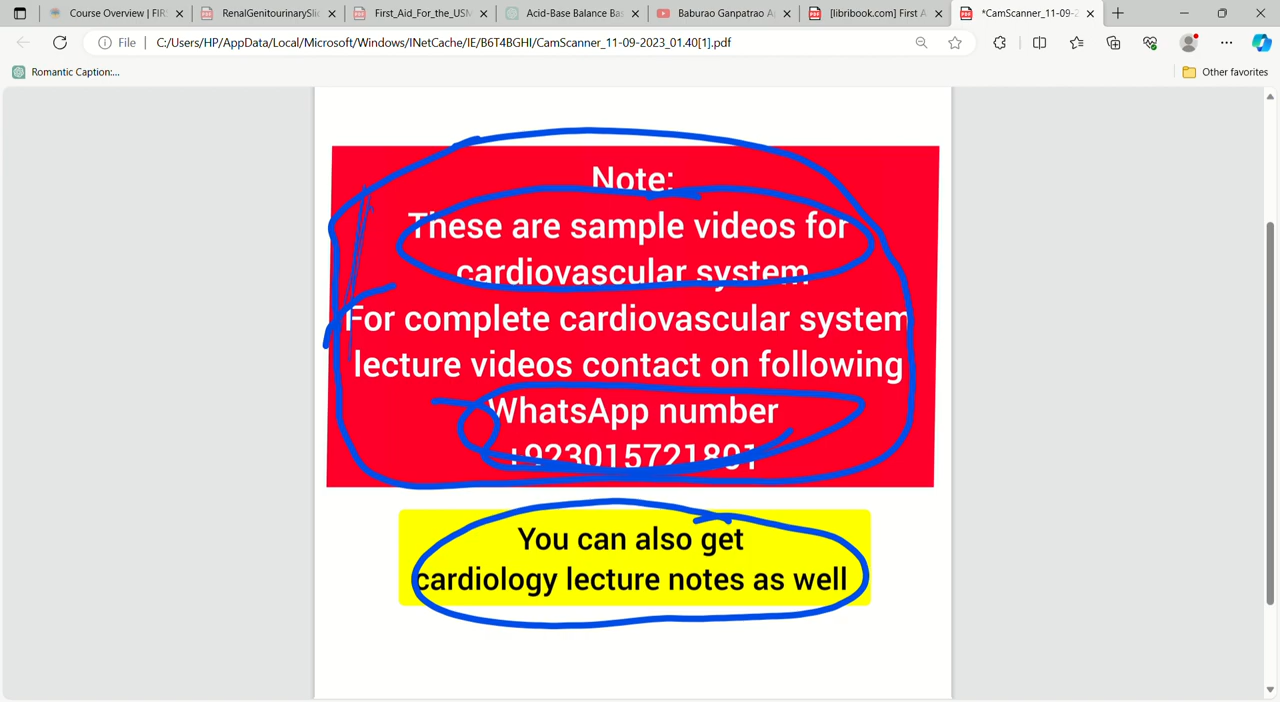 Course Overview | FIR
RenalGenitourinarySli
First_Aid_For_the_USM
Acid-Base Balance Bas
Baburao Ganpatrao A
[libribook.com] First A
*CamScanner_11-09-2
File
C:/Users/HP/AppData/Local/Microsoft/Windows/INetCache/IE/B6T4BGHI/CamScanner_11-09-2023_01.40[1].pdf
Romantic Caption:...
Other favorites
Note:
These are sample videos for
cardiovascular system
For complete cardiovascular system
lecture videos contact on following
WhatsApp number
+923015721891
You can also get
cardiology lecture notes as well